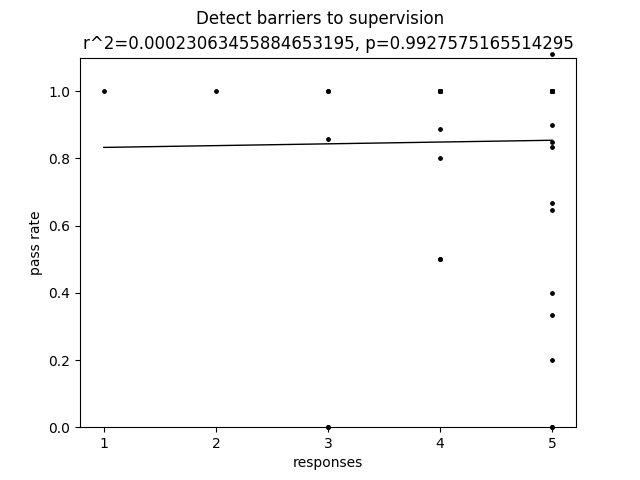 Detect barriers to supervision
r^2=0.00023063455884653195, p=0.9927575165514295
1.0
0.8
0.6
0.4
0.2
0.0
pass rate
1 2 3 4 5
responses